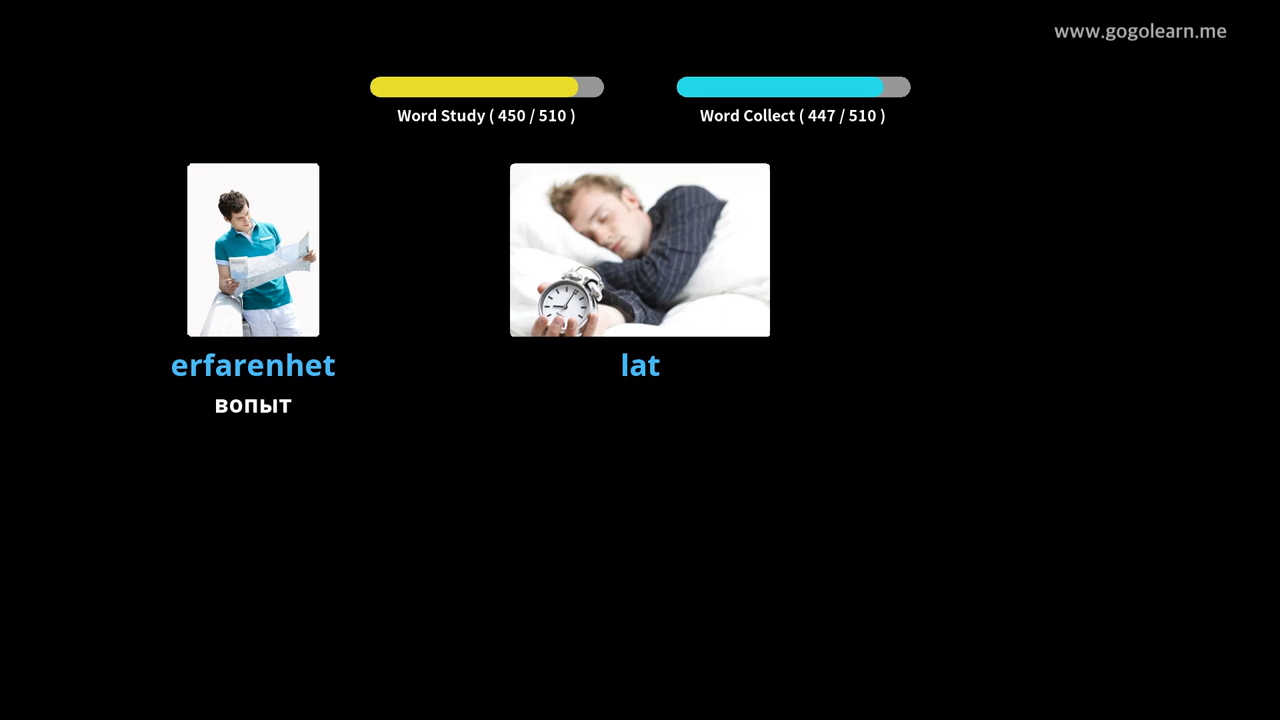 www.gogolearn.me
Word Study ( 450 / 510 )
Word Collect ( 447 / 510 )
erfarenhet
вопыт
lat